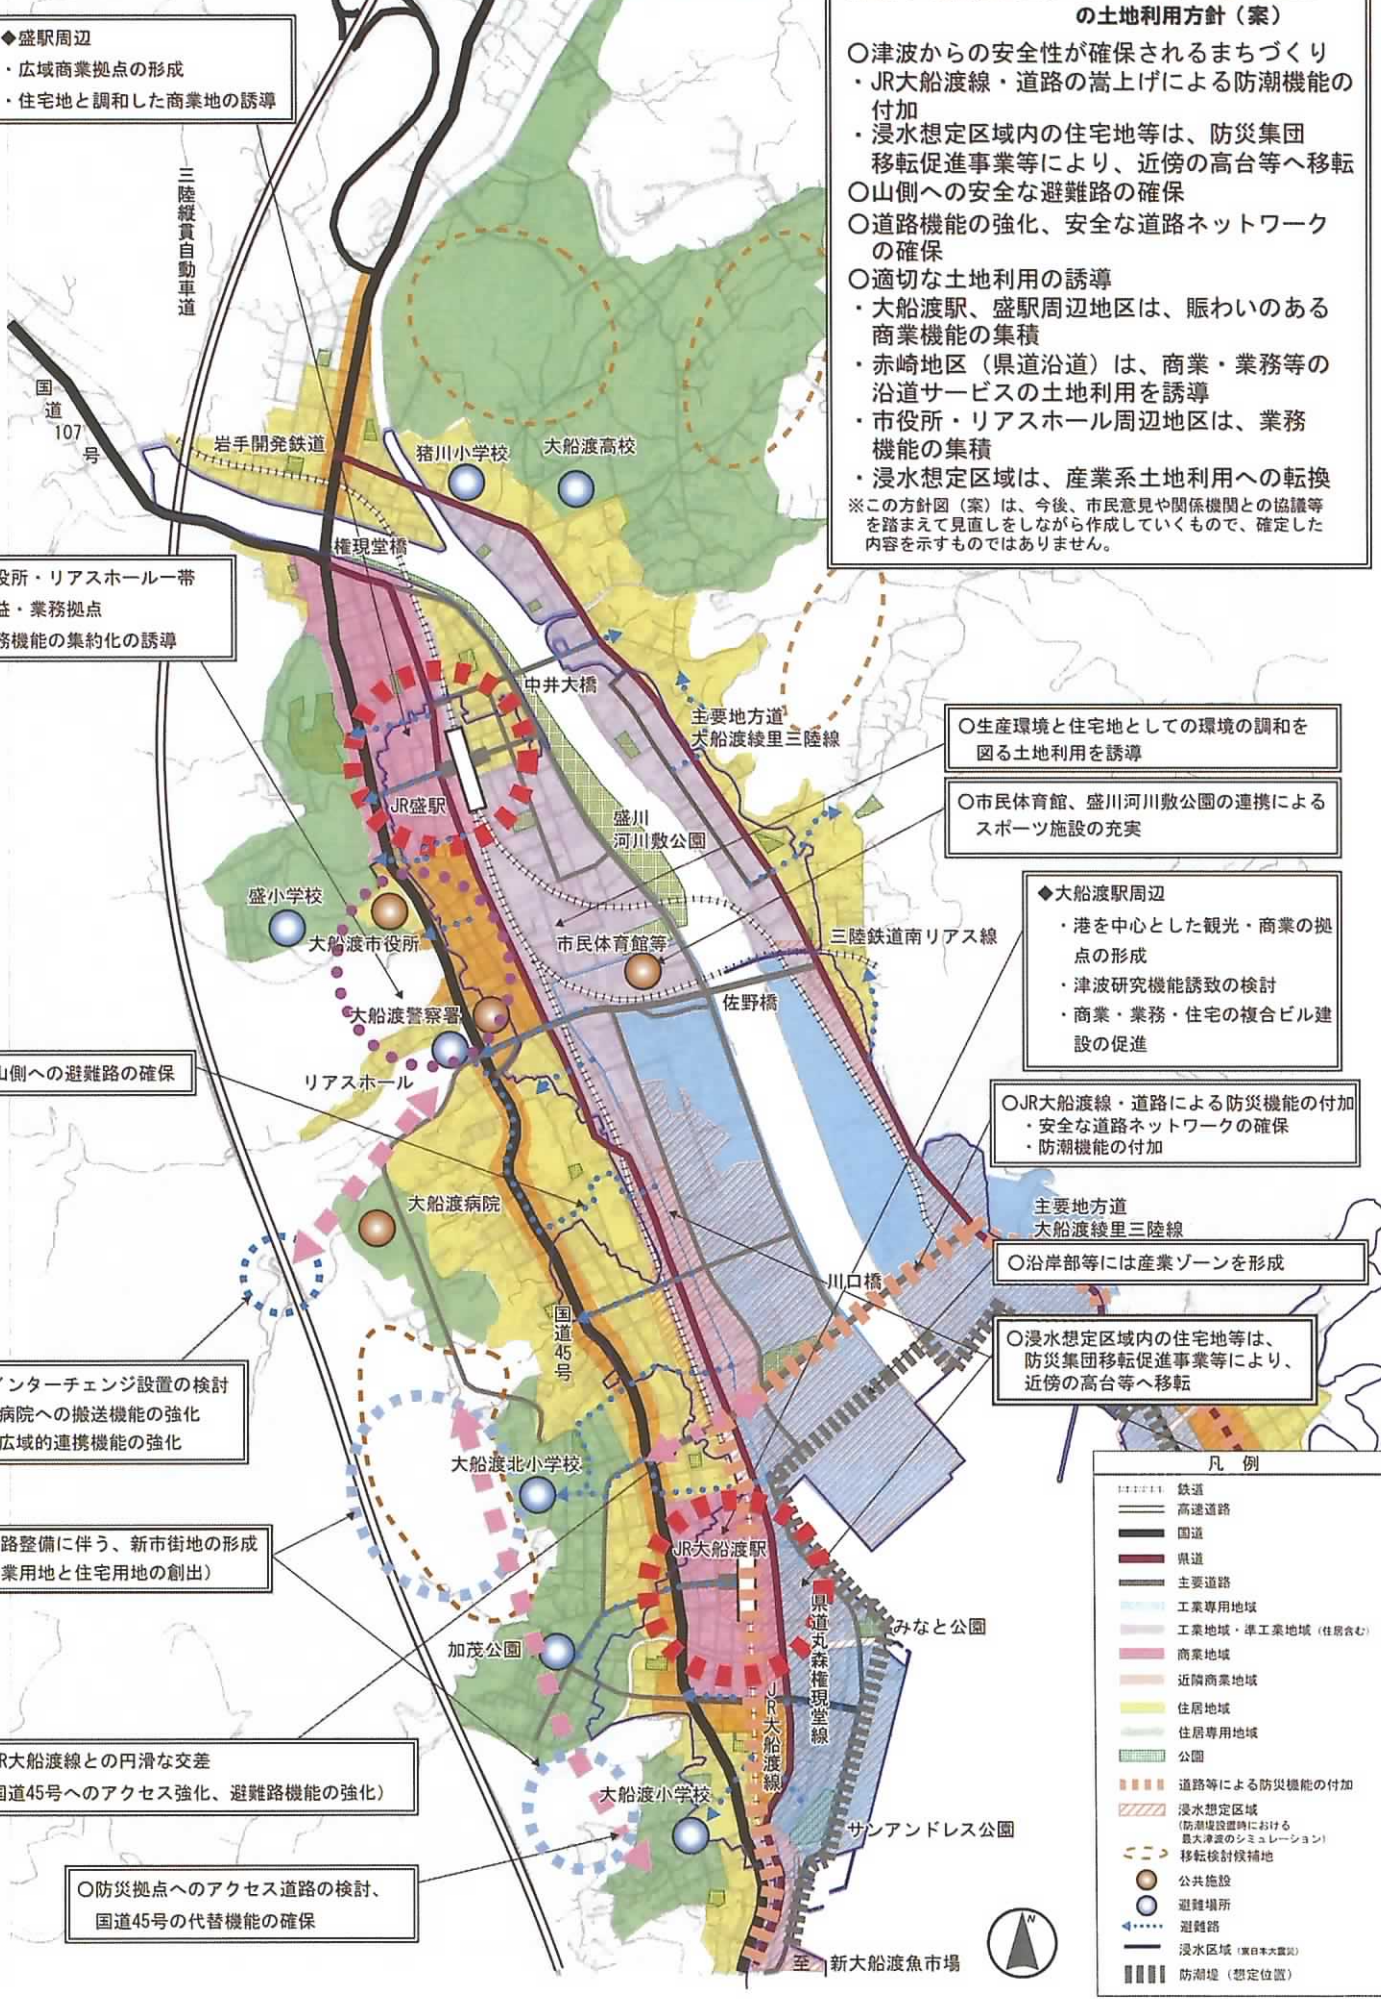 の土地利用方針（案）
○津波からの安全性が確保されるまちづくり
・JR大船渡線・道路の嵩上げによる防潮機能の
付加
・浸水想定区域内の住宅地等は、防災集団
移転促進事業等により、近傍の高台等へ移転
○山側への安全な避難路の確保
○道路機能の強化、安全な道路ネットワーク
の確保
○適切な土地利用の誘導
・大船渡駅、盛駅周辺地区は、賑わいのある
商業機能の集積
・赤崎地区（県道沿道）は、商業・業務等の
沿道サービスの土地利用を誘導
・市役所・リアスホール周辺地区は、業務
機能の集積
・浸水想定区域は、産業系土地利用への転換
※この方針図（案）は、今後、市民意見や関係機関との協議等
を踏まえて見直しをしながら作成していくもので、確定した
内容を示すものではありません。
◆盛駅周辺
・広域商業拠点の形成
・住宅地と調和した商業地の誘導
三陸縦貫自動車道
国道107号
岩手開発鉄道
猪川小学校
大船渡高校
権現堂橋
役所・リアスホール一帯
益・業務拠点
務機能の集約化の誘導
中井大橋
主要地方道
大船渡綾里三陸線
○生産環境と住宅地としての環境の調和を
図る土地利用を誘導
○市民体育館、盛川河川敷公園の連携による
スポーツ施設の充実
JR盛駅
盛川
河川敷公園
盛小学校
大船渡市役所
市民体育館等
三陸鉄道南リアス線
◆大船渡駅周辺
・港を中心とした観光・商業の拠
点の形成
・津波研究機能誘致の検討
・商業・業務・住宅の複合ビル建
設の促進
大船渡警察署
佐野橋
リアスホール
山側への避難路の確保
○JR大船渡線・道路による防災機能の付加
・安全な道路ネットワークの確保
・防潮機能の付加
大船渡病院
主要地方道
大船渡綾里三陸線
○沿岸部等には産業ゾーンを形成
川口橋
国道45号
○浸水想定区域内の住宅地等は、
防災集団移転促進事業等により、
近傍の高台等へ移転
インターチェンジ設置の検討
病院への搬送機能の強化
広域的連携機能の強化
大船渡北小学校
路整備に伴う、新市街地の形成
業用地と住宅用地の創出）
JR大船渡駅
県道丸森権現堂線
みなと公園
加茂公園
JR大船渡線
R大船渡線との円滑な交差
国道45号へのアクセス強化、避難路機能の強化）
大船渡小学校
サンアンドレス公園
○防災拠点へのアクセス道路の検討、
国道45号の代替機能の確保
至 新大船渡魚市場
N
凡 例
鉄道
高速道路
国道
県道
主要道路
工業専用地域
工業地域・準工業地域（住居含む）
商業地域
近隣商業地域
住居地域
住居専用地域
公園
道路等による防災機能の付加
浸水想定区域
（防潮堤設置時における
最大津波のシミュレーション）
移転検討候補地
公共施設
避難場所
避難路
浸水区域（東日本大震災）
防潮堤（想定位置）